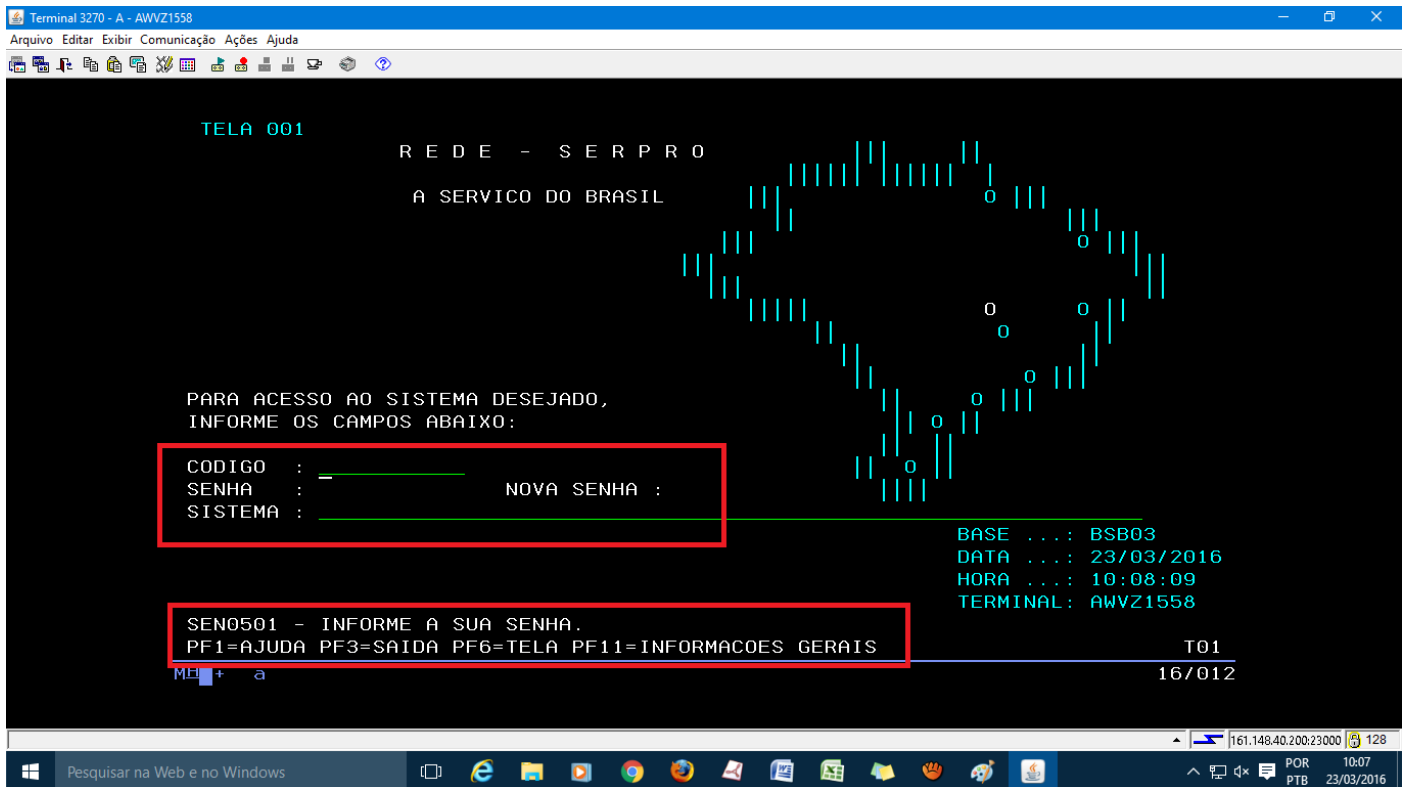 Terminal 3270 - A - AWVZ1558
Arquivo Editar Exibir Comunicação Ações Ajuda
TELA 001
R E D E - S E R P R O
A SERVICO DO BRASIL
PARA ACESSO AO SISTEMA DESEJADO,
INFORME OS CAMPOS ABAIXO:
CODIGO :
SENHA : NOVA SENHA :
SISTEMA :
BASE ...: BSB03
DATA ...: 23/03/2016
HORA ...: 10:08:09
TERMINAL: AWVZ1558
SEN0501 - INFORME A SUA SENHA.
PF1=AJUDA PF3=SAIDA PF6=TELA PF11=INFORMACOES GERAIS T01
MH + a 16/012
161.148.40.200:23000 128
Pesquisar na Web e no Windows
POR 10:07
PTB 23/03/2016